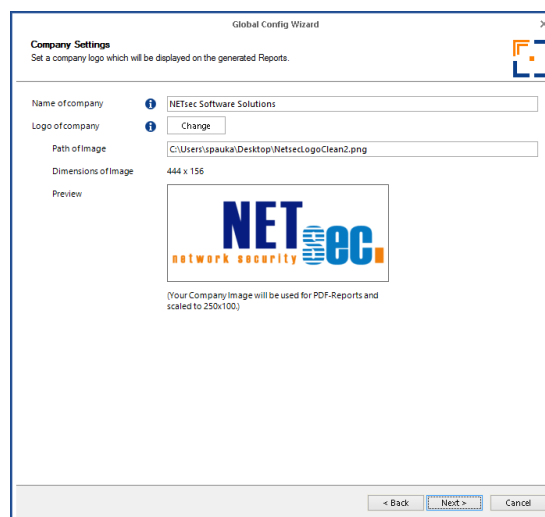 Global Config Wizard
Company Settings
Set a company logo which will be displayed on the generated Reports.
Name of company
NETsec Software Solutions
Logo of company
Change
Path of Image
C:\Users\spauka\Desktop\NetsecLogoClean2.png
Dimensions of Image
444 x 156
Preview
NETsec.
network security
(Your Company Image will be used for PDF-Reports and
scaled to 250x100.)
< Back
Next >
Cancel